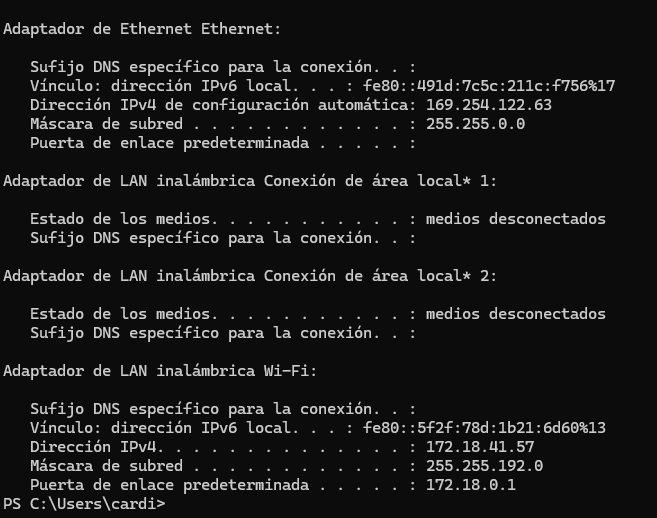 Adaptador de Ethernet Ethernet:
Sufijo DNS específico para la conexión. . :
Vínculo: dirección IPv6 local. . . : fe80::491d:7c5c:211c:f756%17
Dirección IPv4 de configuración automática: 169.254.122.63
Máscara de subred . . . . . . . . . . . . : 255.255.0.0
Puerta de enlace predeterminada . . . . . :
Adaptador de LAN inalámbrica Conexión de área local* 1:
Estado de los medios. . . . . . . . . . . : medios desconectados
Sufijo DNS específico para la conexión. . :
Adaptador de LAN inalámbrica Conexión de área local* 2:
Estado de los medios. . . . . . . . . . . : medios desconectados
Sufijo DNS específico para la conexión. . :
Adaptador de LAN inalámbrica Wi-Fi:
Sufijo DNS específico para la conexión. . :
Vínculo: dirección IPv6 local. . . : fe80::5f2f:78d:1b21:6d60%13
Dirección IPv4. . . . . . . . . . . . . . : 172.18.41.57
Máscara de subred . . . . . . . . . . . . : 255.255.192.0
Puerta de enlace predeterminada . . . . . : 172.18.0.1
PS C:\Users\cardi>